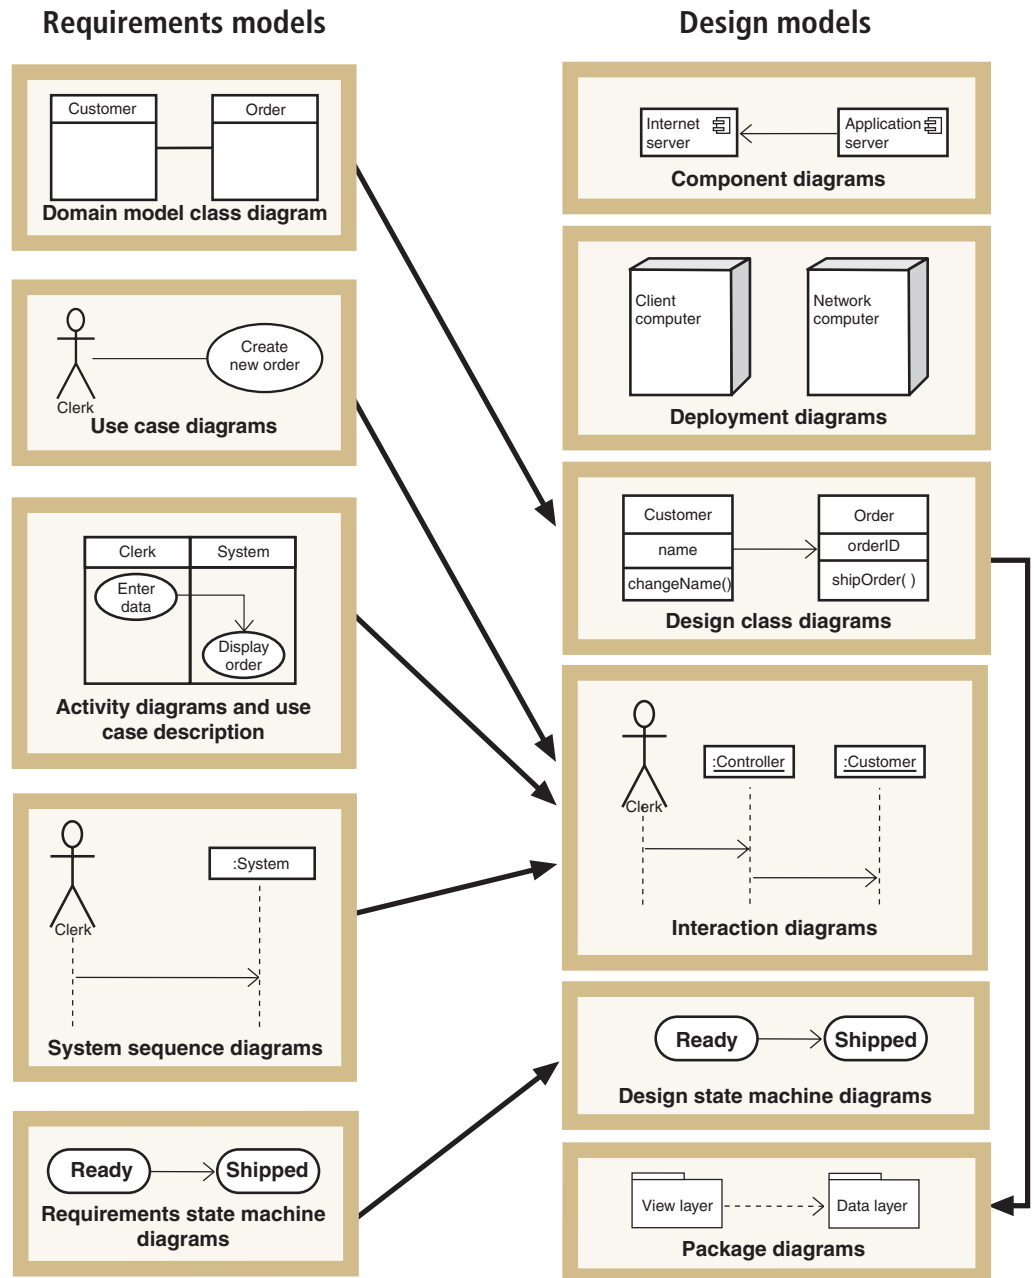 Requirements models
Customer
Order
Domain model class diagram
Create
new order
Clerk
Use case diagrams
Clerk
System
Enter
data
Display
order
Activity diagrams and use
case description
:System
Clerk
System sequence diagrams
Ready
Shipped
Requirements state machine
diagrams
Design models
Internet
server
Application
server
Component diagrams
Client
computer
Network
computer
Deployment diagrams
Customer
name
changeName()
Order
orderID
shipOrder( )
Design class diagrams
:Controller
:Customer
Clerk
Interaction diagrams
Ready
Shipped
Design state machine diagrams
View layer
Data layer
Package diagrams